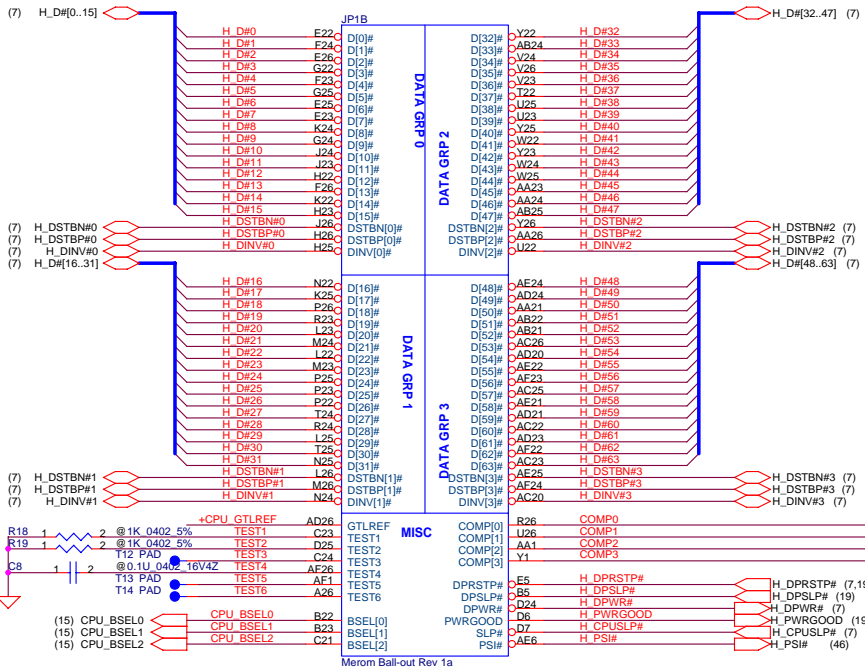 JP1B
(7) H_D#[0..15] H_D#[32..47] (7)
H_D#0 E22 D[0]# D[32]# Y22 H_D#32
H_D#1 F24 D[1]# D[33]# AB24 H_D#33
H_D#2 E26 D[2]# D[34]# V24 H_D#34
H_D#3 G22 D[3]# D[35]# V26 H_D#35
H_D#4 F23 D[4]# D[36]# V23 H_D#36
H_D#5 G25 D[5]# D[37]# T22 H_D#37
H_D#6 E25 D[6]# D[38]# U25 H_D#38
H_D#7 E23 D[7]# D[39]# U23 H_D#39
H_D#8 K24 D[8]# D[40]# Y25 H_D#40
H_D#9 G24 D[9]# D[41]# W22 H_D#41
H_D#10 J24 D[10]# D[42]# Y23 H_D#42
H_D#11 J23 D[11]# D[43]# W24 H_D#43
H_D#12 H22 D[12]# D[44]# W25 H_D#44
H_D#13 F26 D[13]# D[45]# AA23 H_D#45
H_D#14 K22 D[14]# D[46]# AA24 H_D#46
H_D#15 H23 D[15]# D[47]# AB25 H_D#47
(7) H_DSTBN#0 H_DSTBN#0 J26 DSTBN[0]# DSTBN[2]# Y26 H_DSTBN#2 H_DSTBN#2 (7)
(7) H_DSTBP#0 H_DSTBP#0 H26 DSTBP[0]# DSTBP[2]# AA26 H_DSTBP#2 H_DSTBP#2 (7)
(7) H_DINV#0 H_DINV#0 H25 DINV[0]# DINV[2]# U22 H_DINV#2 H_DINV#2 (7)
DATA GRP 0
DATA GRP 2
(7) H_D#[16..31] H_D#[48..63] (7)
H_D#16 N22 D[16]# D[48]# AE24 H_D#48
H_D#17 K25 D[17]# D[49]# AD24 H_D#49
H_D#18 P26 D[18]# D[50]# AA21 H_D#50
H_D#19 R23 D[19]# D[51]# AB22 H_D#51
H_D#20 L23 D[20]# D[52]# AB21 H_D#52
H_D#21 M24 D[21]# D[53]# AC26 H_D#53
H_D#22 L22 D[22]# D[54]# AD20 H_D#54
H_D#23 M23 D[23]# D[55]# AE22 H_D#55
H_D#24 P25 D[24]# D[56]# AF23 H_D#56
H_D#25 P23 D[25]# D[57]# AC25 H_D#57
H_D#26 P22 D[26]# D[58]# AE21 H_D#58
H_D#27 T24 D[27]# D[59]# AD21 H_D#59
H_D#28 R24 D[28]# D[60]# AC22 H_D#60
H_D#29 L25 D[29]# D[61]# AD23 H_D#61
H_D#30 T25 D[30]# D[62]# AF22 H_D#62
H_D#31 N25 D[31]# D[63]# AC23 H_D#63
(7) H_DSTBN#1 H_DSTBN#1 L26 DSTBN[1]# DSTBN[3]# AE25 H_DSTBN#3 H_DSTBN#3 (7)
(7) H_DSTBP#1 H_DSTBP#1 M26 DSTBP[1]# DSTBP[3]# AF24 H_DSTBP#3 H_DSTBP#3 (7)
(7) H_DINV#1 H_DINV#1 N24 DINV[1]# DINV[3]# AC20 H_DINV#3 H_DINV#3 (7)
DATA GRP 1
DATA GRP 3
MISC
+CPU_GTLREF AD26 GTLREF COMP[0] R26 COMP0
R18 1 2 @1K_0402_5% TEST1 C23 TEST1 COMP[1] U26 COMP1
R19 1 2 @1K_0402_5% TEST2 D25 TEST2 COMP[2] AA1 COMP2
T12 PAD TEST3 C24 TEST3 COMP[3] Y1 COMP3
C8 1 2 @0.1U_0402_16V4Z TEST4 AF26 TEST4
T13 PAD TEST5 AF1 TEST5 DPRSTP# E5 H_DPRSTP# H_DPRSTP# (7,19
T14 PAD TEST6 A26 TEST6 DPSLP# B5 H_DPSLP# H_DPSLP# (19)
DPWR# D24 H_DPWR# H_DPWR# (7)
(15) CPU_BSEL0 CPU_BSEL0 B22 BSEL[0] PWRGOOD D6 H_PWRGOOD H_PWRGOOD (19
(15) CPU_BSEL1 CPU_BSEL1 B23 BSEL[1] SLP# D7 H_CPUSLP# H_CPUSLP# (7)
(15) CPU_BSEL2 CPU_BSEL2 C21 BSEL[2] PSI# AE6 H_PSI# H_PSI# (46)
Merom Ball-out Rev 1a